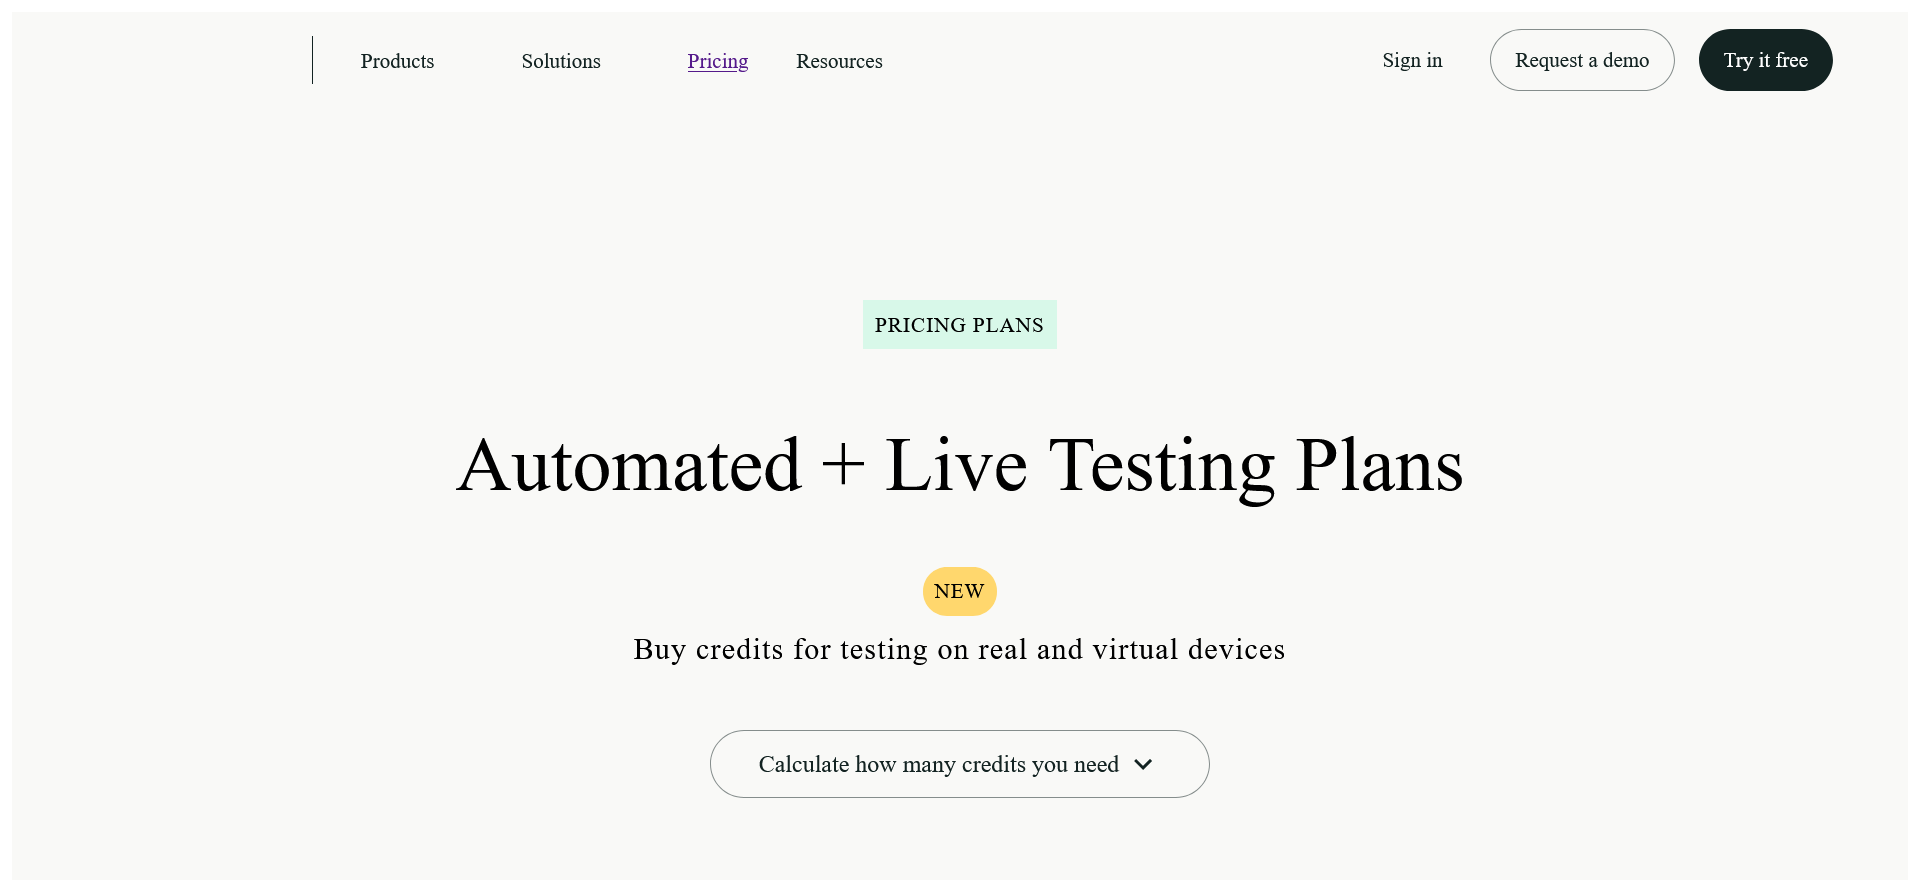 Products Solutions Pricing Resources Sign in Request a demo Try it free
PRICING PLANS
Automated + Live Testing Plans
NEW
Buy credits for testing on real and virtual devices
Calculate how many credits you need